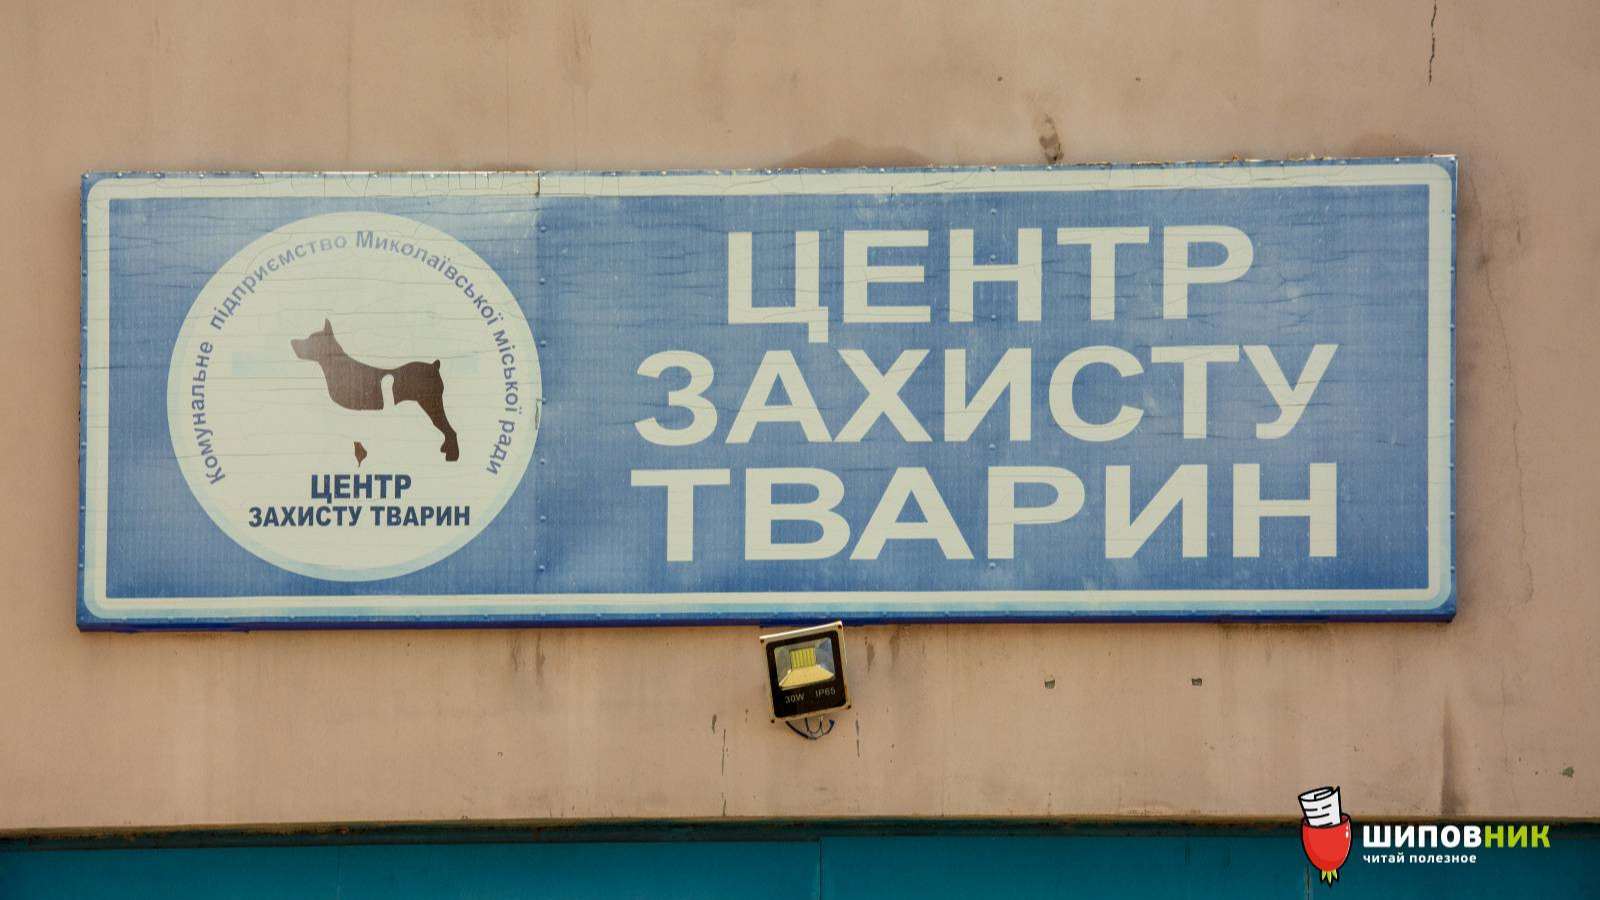 Комунальне підприємство Миколаївської міської ради
ЦЕНТР
ЗАХИСТУ ТВАРИН
ЦЕНТР
ЗАХИСТУ
ТВАРИН
30W IP65
ШИПОВНИК
читай полезное